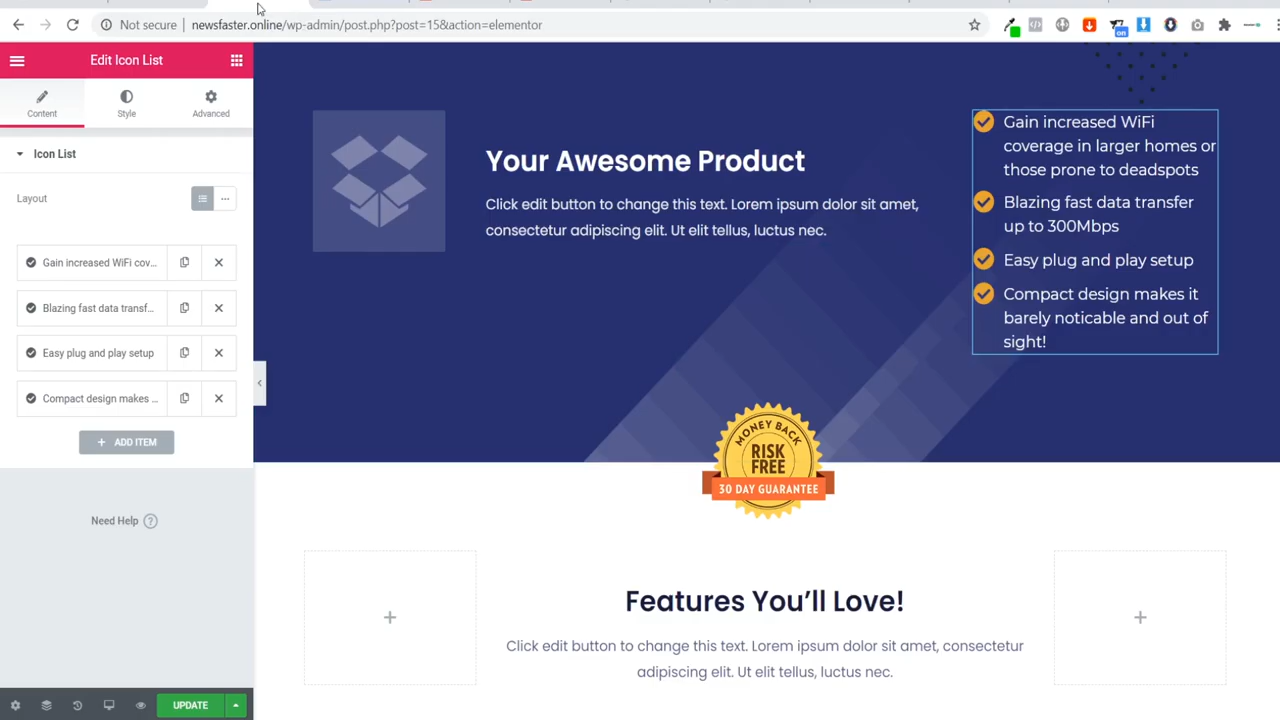 Not secure newsfaster.online/wp-admin/post.php?post=15&action=elementor
on
Edit Icon List
Content Style Advanced
Icon List
Layout
Gain increased WiFi cov...
Blazing fast data transf...
Easy plug and play setup
Compact design makes ...
+ ADD ITEM
Need Help ?
UPDATE
Your Awesome Product
Click edit button to change this text. Lorem ipsum dolor sit amet,
consectetur adipiscing elit. Ut elit tellus, luctus nec.
Gain increased WiFi
coverage in larger homes or
those prone to deadspots
Blazing fast data transfer
up to 300Mbps
Easy plug and play setup
Compact design makes it
barely noticable and out of
sight!
MONEY BACK
RISK
FREE
30 DAY GUARANTEE
Features You'll Love!
Click edit button to change this text. Lorem ipsum dolor sit amet, consectetur
adipiscing elit. Ut elit tellus, luctus nec.